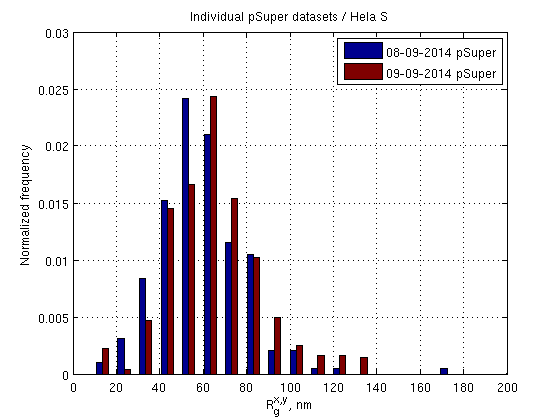 Individual pSuper datasets / Hela S
0.03
08-09-2014 pSuper
09-09-2014 pSuper
0.025
0.02
0.015
0.01
0.005
0
Normalized frequency
0 20 40 60 80 100 120 140 160 180 200
R_g^{x,y}, nm